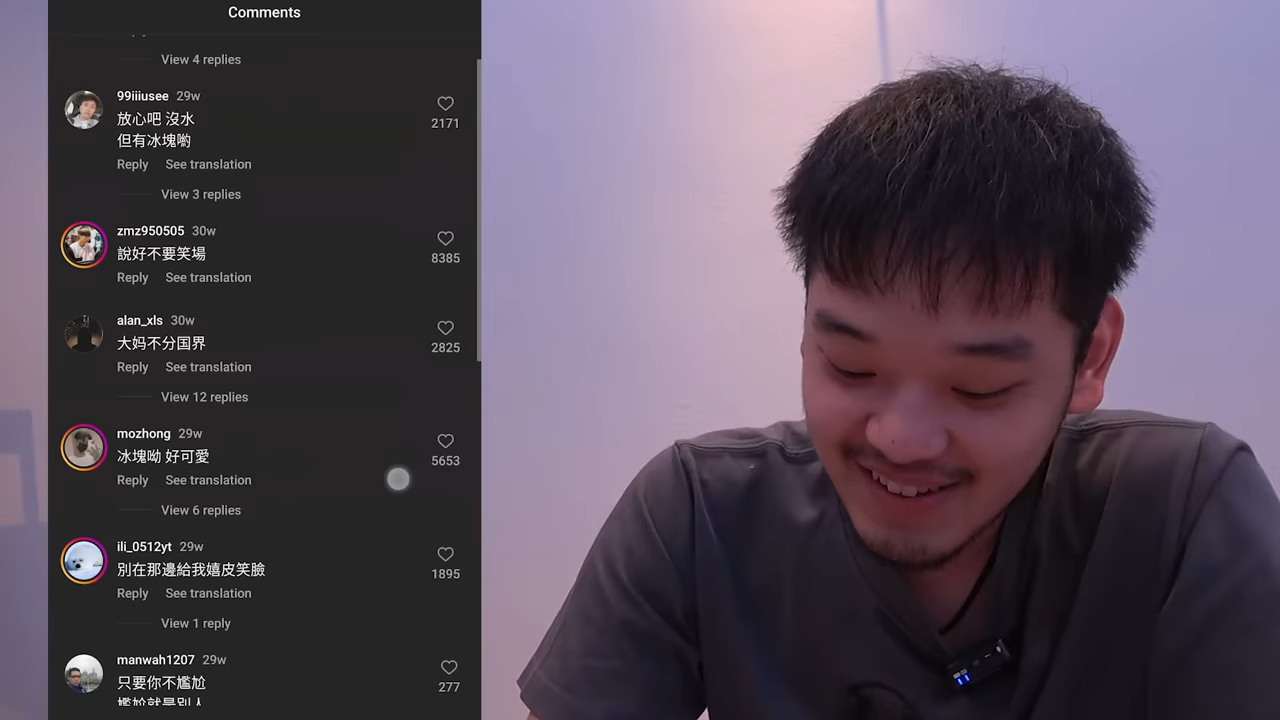 Comments
View 4 replies
99iiiusee 29w
放心吧 沒水
但有冰塊喲
2171
Reply See translation
View 3 replies
zmz950505 30w
說好不要笑場
8385
Reply See translation
alan_xls 30w
大妈不分国界
2825
Reply See translation
View 12 replies
mozhong 29w
冰塊呦 好可愛
5653
Reply See translation
View 6 replies
ili_0512yt 29w
別在那邊給我嬉皮笑臉
1895
Reply See translation
View 1 reply
manwah1207 29w
只要你不尷尬
277